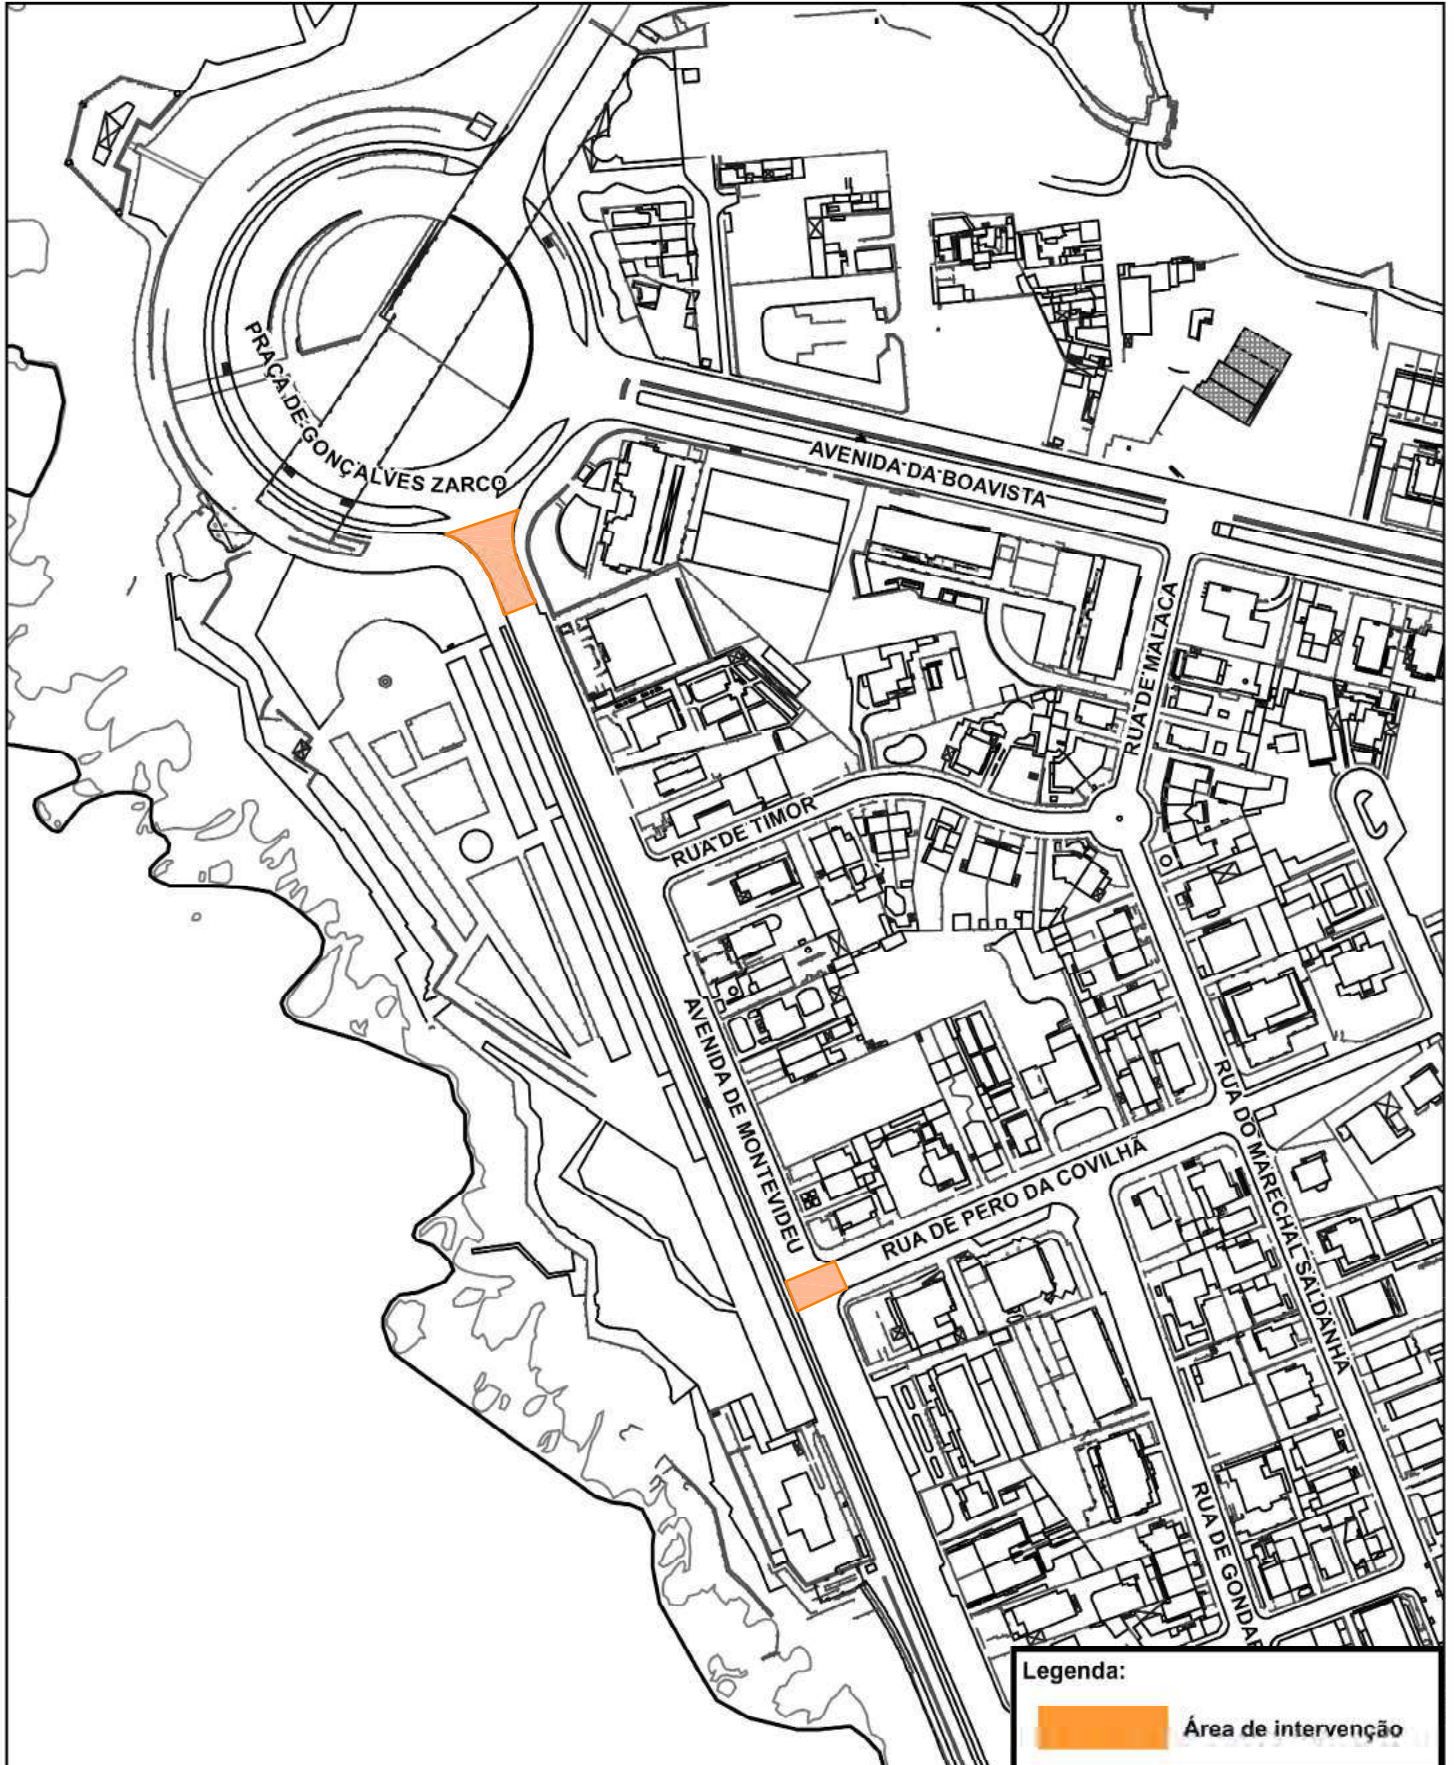 PRAÇA DE GONÇALVES ZARCO
AVENIDA DA BOAVISTA
RUA DE MALACA
RUA DE TIMOR
AVENIDA DE MONTEVIDEU
RUA DO MARECHAL SALDANHA
RUA DE PERO DA COVILHÃ
RUA DE GONDAR
Legenda:
Área de intervenção